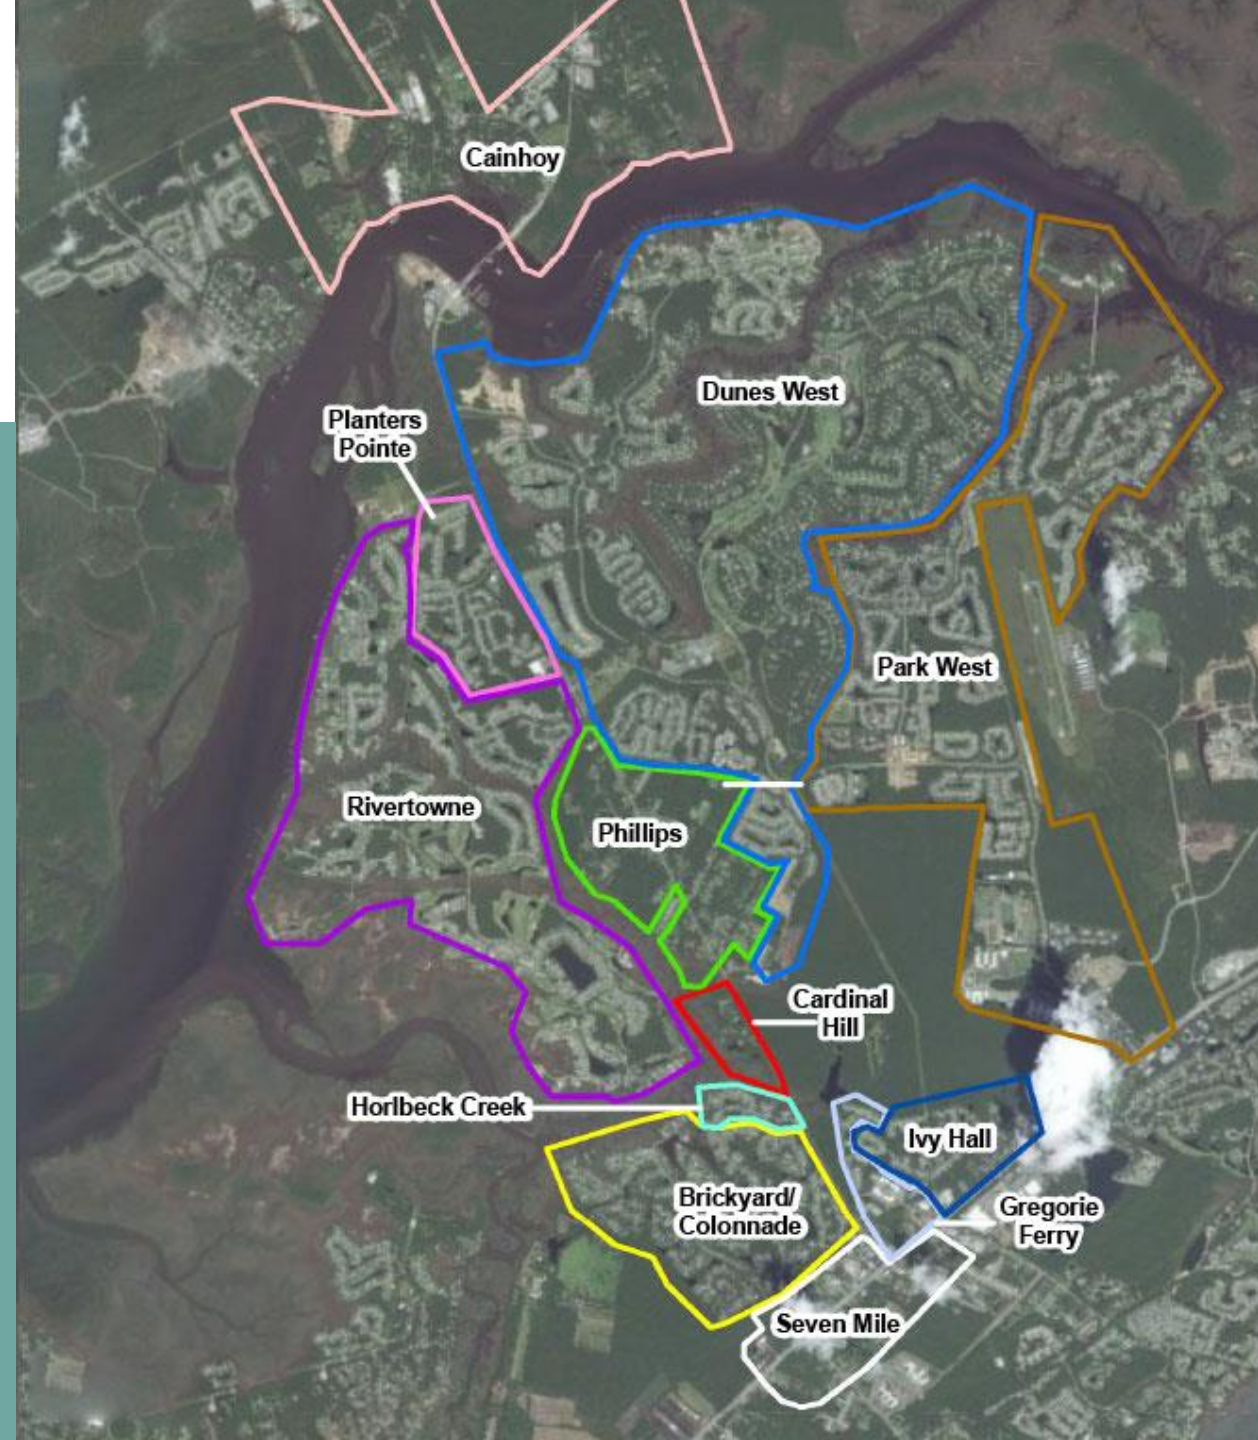 Cainhoy
Dunes West
Planters
Pointe
Park West
Rivertowne
Phillips
Cardinal
Hill
Horlbeck Creek
Ivy Hall
Brickyard/
Colonnade
Gregorie
Ferry
Seven Mile